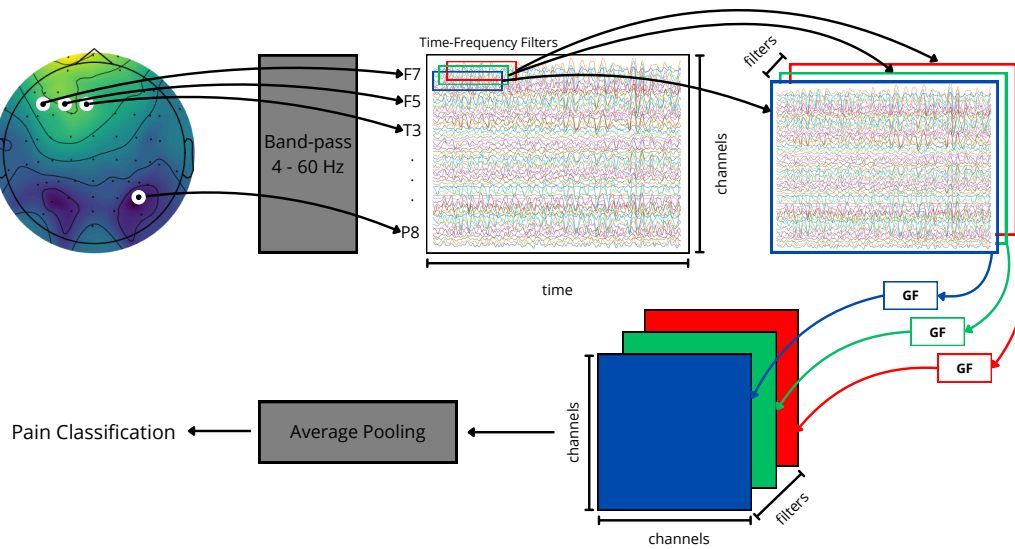 Time-Frequency Filters
F7
F5
T3
.
.
.
P8
Band-pass
4 - 60 Hz
channels
time
filters
GF
GF
GF
channels
channels
filters
Average Pooling
Pain Classification